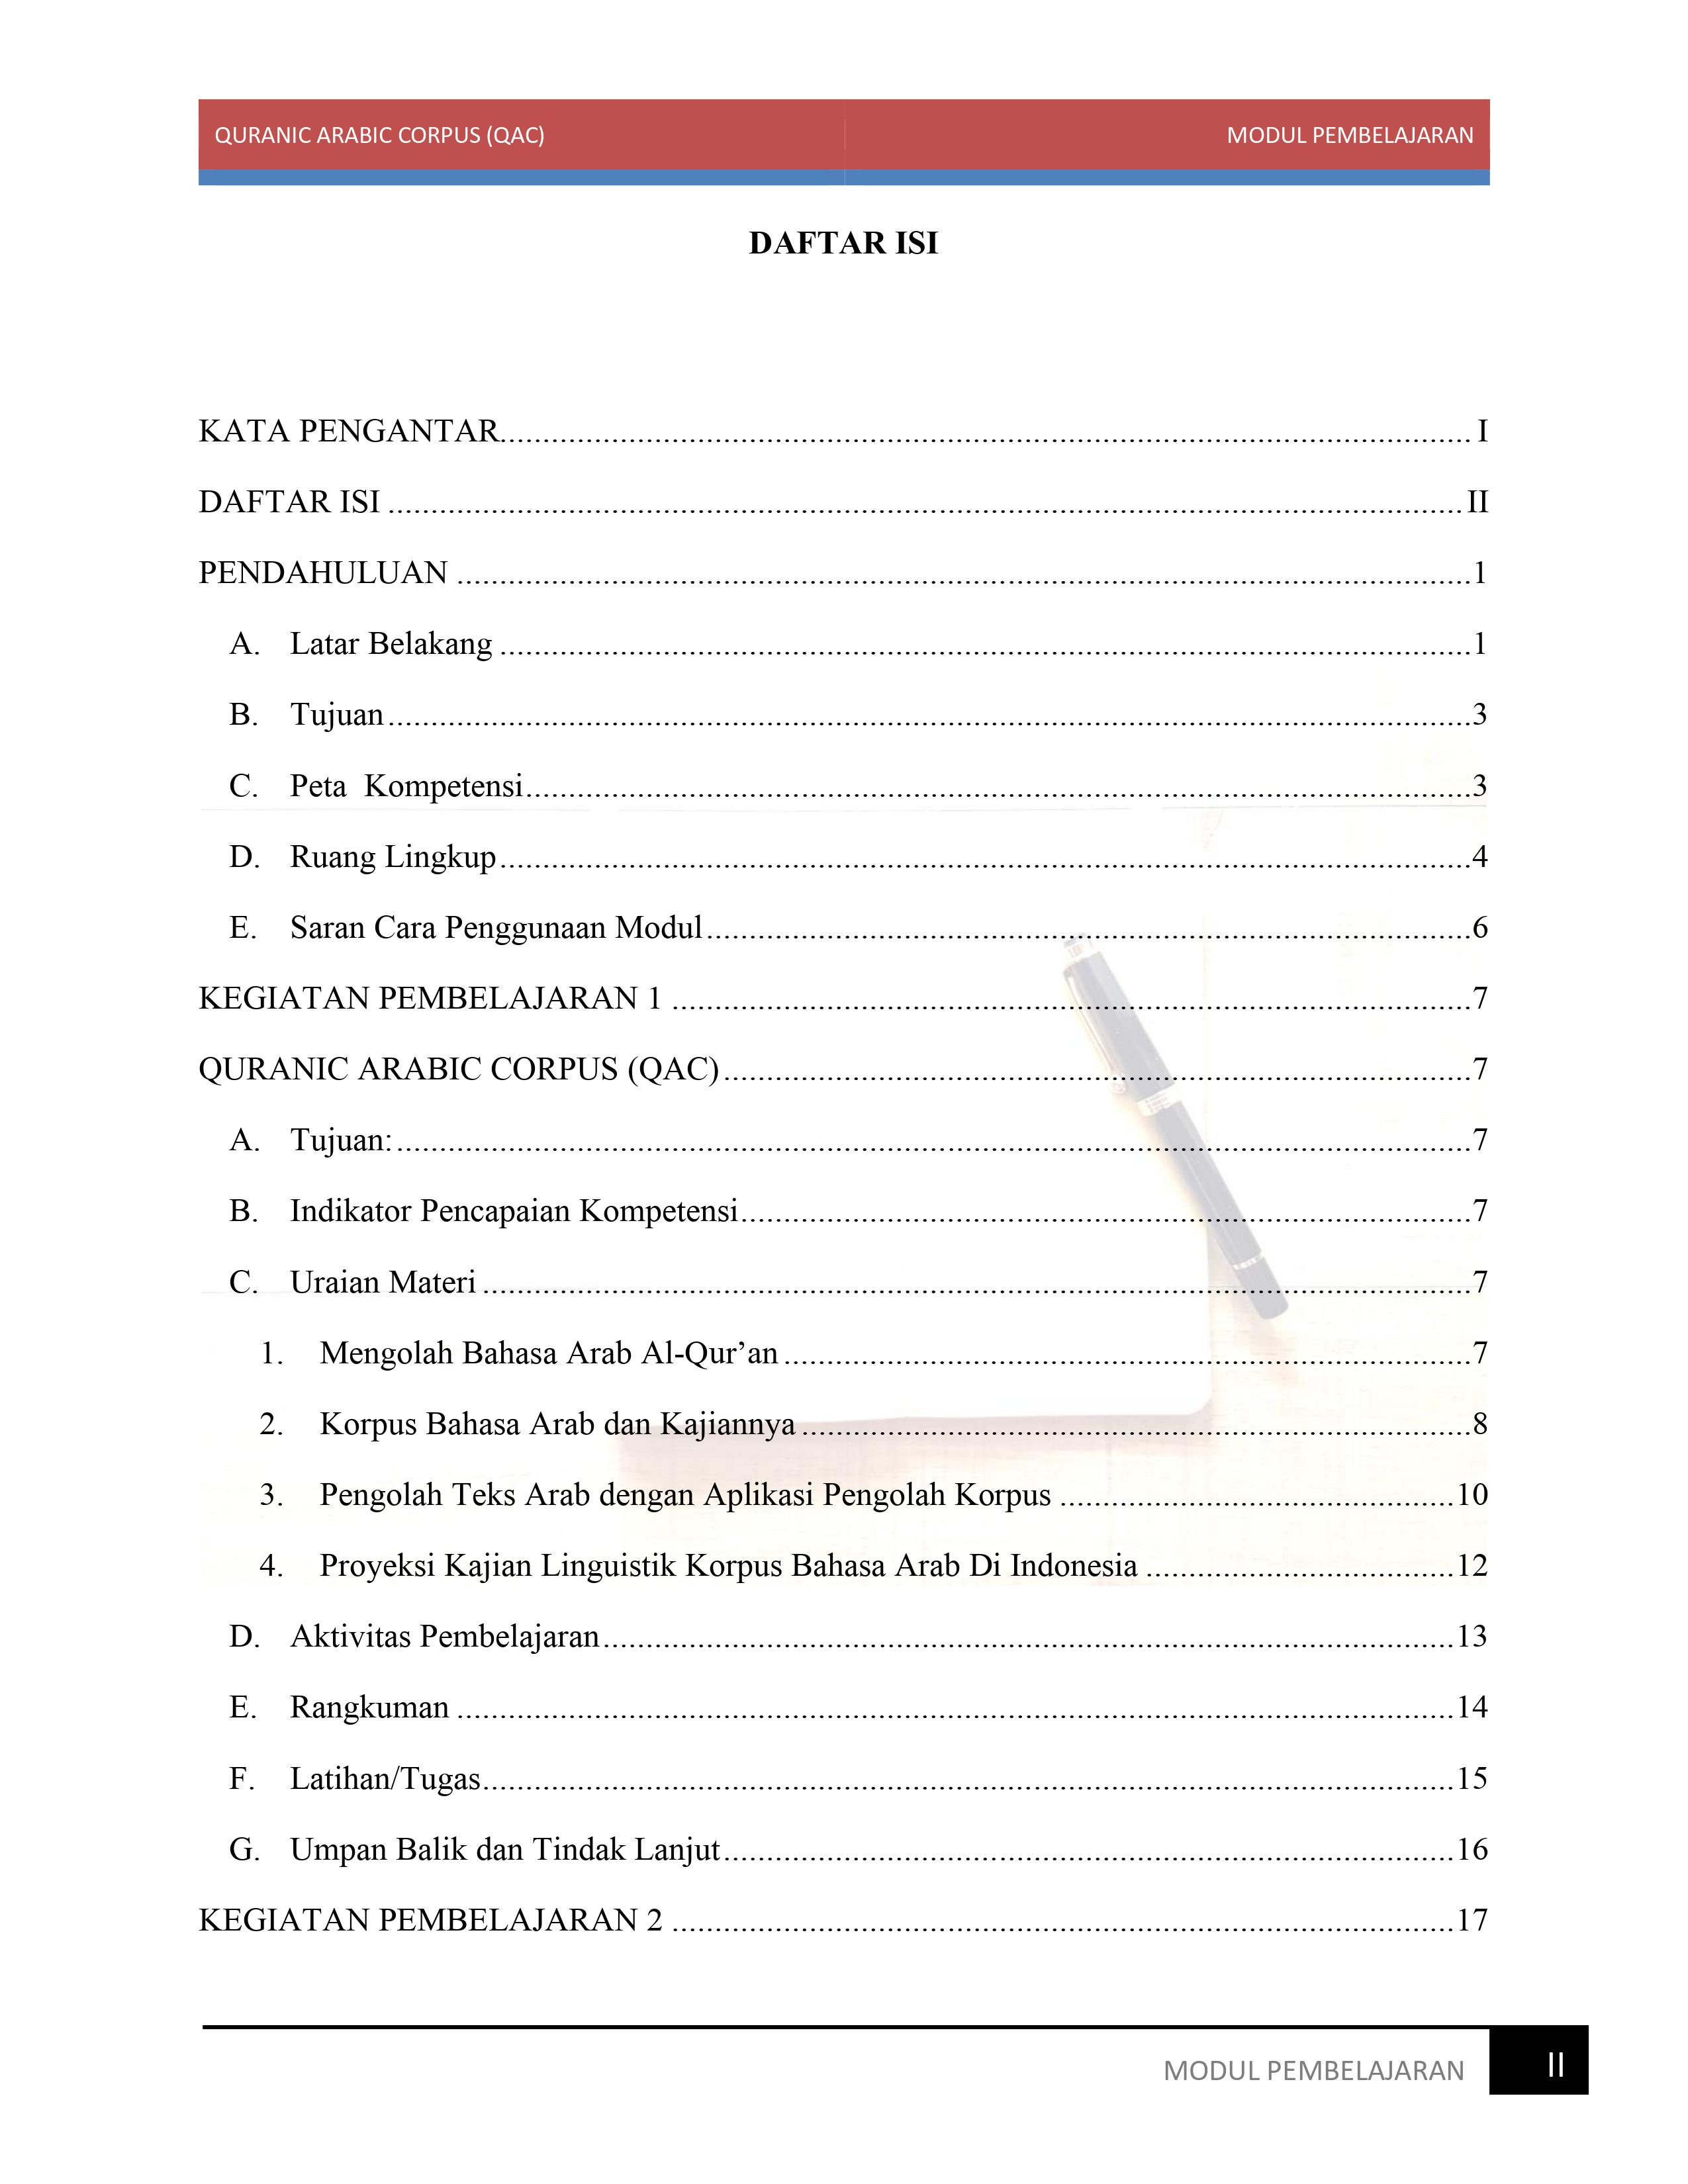 QURANIC ARABIC CORPUS (QAC) MODUL PEMBELAJARAN
DAFTAR ISI
KATA PENGANTAR.................................................................................................................. I
DAFTAR ISI .............................................................................................................................. II
PENDAHULUAN ......................................................................................................................1
A. Latar Belakang .................................................................................................................1
B. Tujuan ..............................................................................................................................3
C. Peta  Kompetensi..............................................................................................................3
D. Ruang Lingkup .................................................................................................................4
E. Saran Cara Penggunaan Modul .........................................................................................6
KEGIATAN PEMBELAJARAN 1 .............................................................................................7
QURANIC ARABIC CORPUS (QAC) .......................................................................................7
A. Tujuan: .............................................................................................................................7
B. Indikator Pencapaian Kompetensi.....................................................................................7
C. Uraian Materi ...................................................................................................................7
1. Mengolah Bahasa Arab Al-Qur’an ................................................................................7
2. Korpus Bahasa Arab dan Kajiannya ..............................................................................8
3. Pengolah Teks Arab dengan Aplikasi Pengolah Korpus ..............................................10
4. Proyeksi Kajian Linguistik Korpus Bahasa Arab Di Indonesia ....................................12
D. Aktivitas Pembelajaran...................................................................................................13
E. Rangkuman ....................................................................................................................14
F. Latihan/Tugas.................................................................................................................15
G. Umpan Balik dan Tindak Lanjut .....................................................................................16
KEGIATAN PEMBELAJARAN 2 ...........................................................................................17
MODUL PEMBELAJARAN II